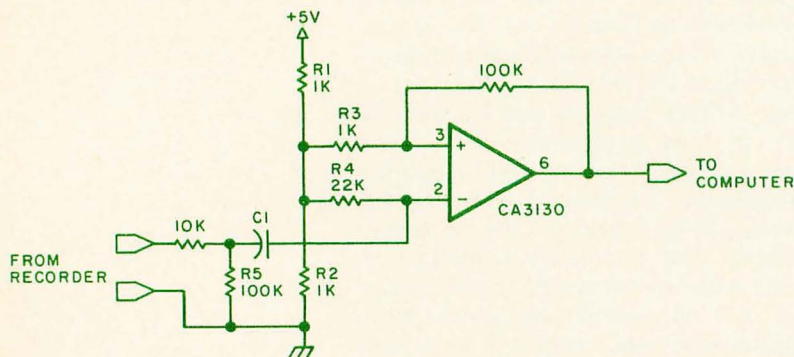 +5V
R1
1K
100K
R3
1K
3
+
R4
22K
2
−
6
CA3130
TO
COMPUTER
10K
C1
FROM
RECORDER
R5
100K
R2
1K